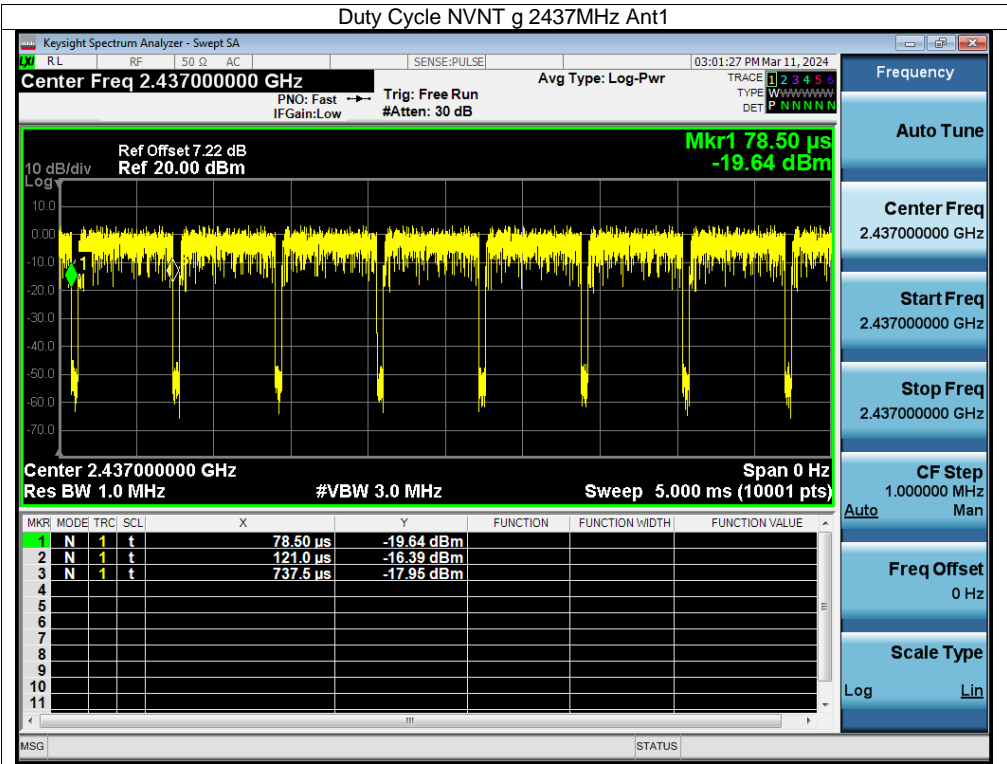 Duty Cycle NVNT g 2437MHz Ant1
Keysight Spectrum Analyzer - Swept SA
LXI RL RF 50 Ω AC SENSE:PULSE 03:01:27 PM Mar 11, 2024
Center Freq 2.437000000 GHz Avg Type: Log-Pwr TRACE 1 2 3 4 5 6
PNO: Fast Trig: Free Run TYPE WWWWWW
IFGain:Low #Atten: 30 dB DET P N N N N N
Mkr1 78.50 µs
Ref Offset 7.22 dB
10 dB/div Ref 20.00 dBm -19.64 dBm
Log
10.0
0.00
-10.0
-20.0
-30.0
-40.0
-50.0
-60.0
-70.0
1
Center 2.437000000 GHz Span 0 Hz
Res BW 1.0 MHz #VBW 3.0 MHz Sweep 5.000 ms (10001 pts)
MKR MODE TRC SCL X Y FUNCTION FUNCTION WIDTH FUNCTION VALUE
1 N 1 t 78.50 µs -19.64 dBm
2 N 1 t 121.0 µs -16.39 dBm
3 N 1 t 737.5 µs -17.95 dBm
4
5
6
7
8
9
10
11
MSG STATUS
Frequency
Auto Tune
Center Freq
2.437000000 GHz
Start Freq
2.437000000 GHz
Stop Freq
2.437000000 GHz
CF Step
1.000000 MHz
Auto Man
Freq Offset
0 Hz
Scale Type
Log Lin